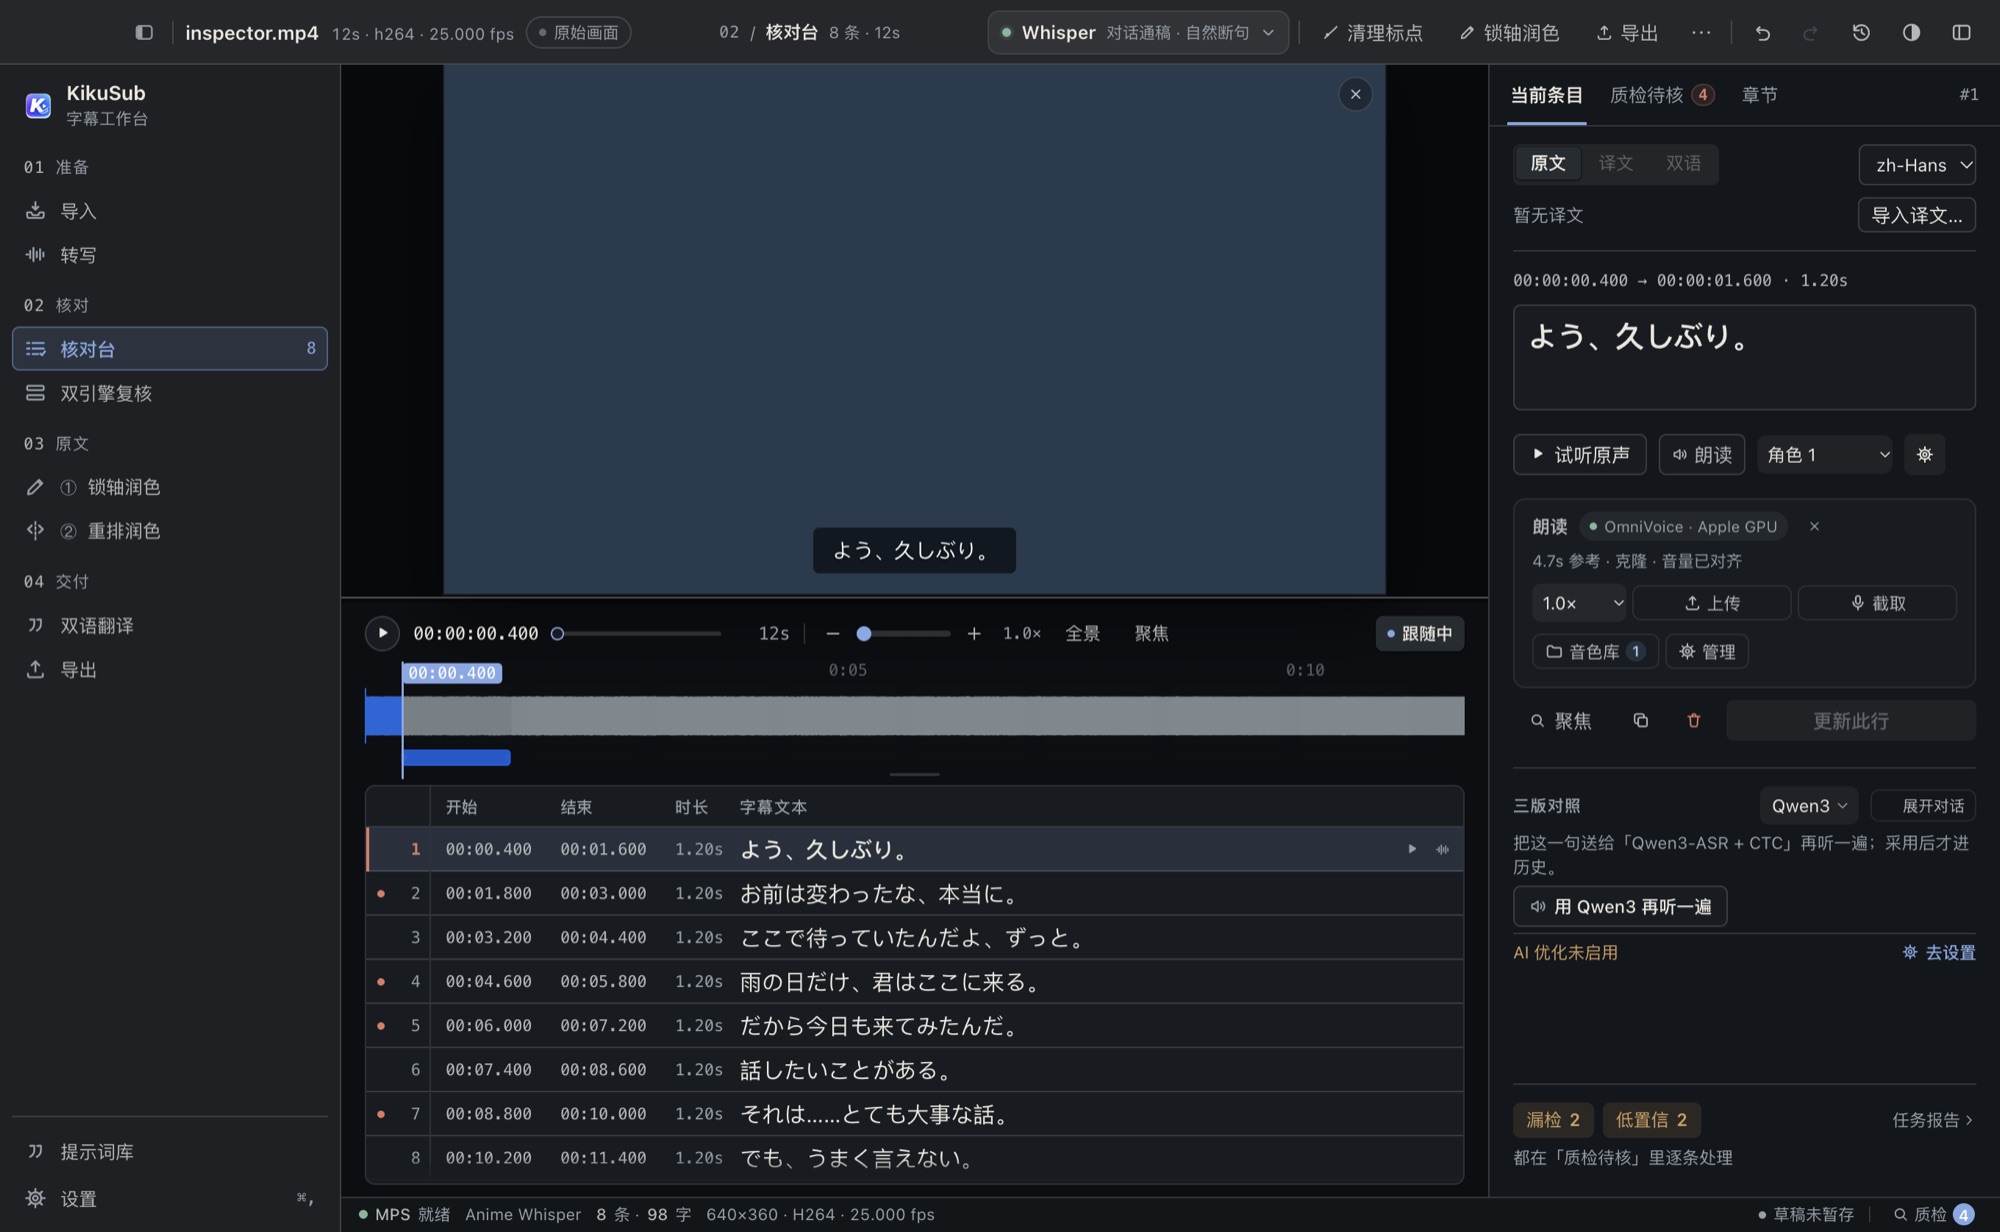 inspector.mp4 12s · h264 · 25.000 fps 原始画面
02 / 核对台 8 条 · 12s
Whisper 对话通稿 · 自然断句
清理标点 锁轴润色 导出 ···
KikuSub
字幕工作台
01 准备
导入
转写
02 核对
核对台 8
双引擎复核
03 原文
① 锁轴润色
② 重排润色
04 交付
双语翻译
导出
提示词库
设置 ⌘,
よう、久しぶり。
00:00:00.400 12s − + 1.0× 全景 聚焦 跟随中
00:00.400 0:05 0:10
开始 结束 时长 字幕文本
1 00:00.400 00:01.600 1.20s よう、久しぶり。
2 00:01.800 00:03.000 1.20s お前は変わったな、本当に。
3 00:03.200 00:04.400 1.20s ここで待っていたんだよ、ずっと。
4 00:04.600 00:05.800 1.20s 雨の日だけ、君はここに来る。
5 00:06.000 00:07.200 1.20s だから今日も来てみたんだ。
6 00:07.400 00:08.600 1.20s 話したいことがある。
7 00:08.800 00:10.000 1.20s それは……とても大事な話。
8 00:10.200 00:11.400 1.20s でも、うまく言えない。
MPS 就绪 Anime Whisper 8 条 · 98 字 640×360 · H264 · 25.000 fps
当前条目 质检待核 4 章节 #1
原文 译文 双语 zh-Hans
暂无译文 导入译文...
00:00:00.400 → 00:00:01.600 · 1.20s
よう、久しぶり。
试听原声 朗读 角色 1
朗读 OmniVoice · Apple GPU ×
4.7s 参考 · 克隆 · 音量已对齐
1.0× 上传 截取
音色库 1 管理
聚焦 更新此行
三版对照 Qwen3 展开对话
把这一句送给「Qwen3-ASR + CTC」再听一遍；采用后才进
历史。
用 Qwen3 再听一遍
AI 优化未启用 去设置
漏检 2 低置信 2 任务报告
都在「质检待核」里逐条处理
草稿未暂存 质检 4